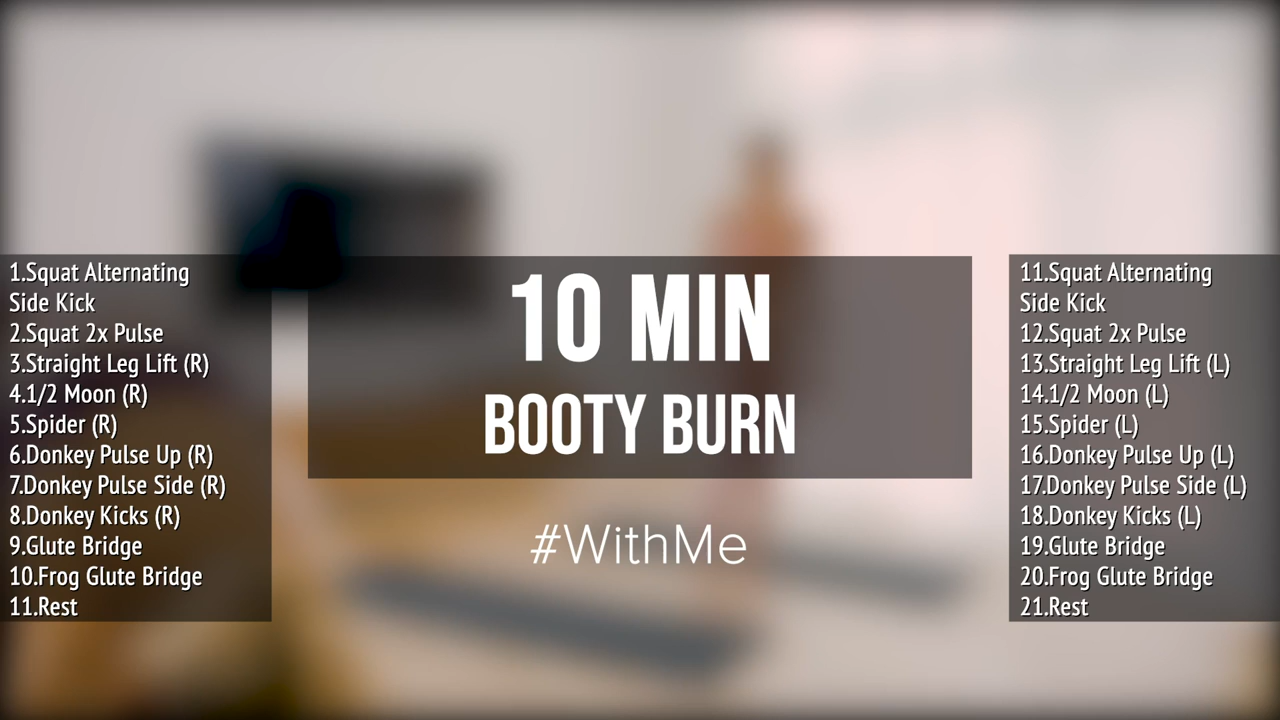 1.Squat Alternating
Side Kick
2.Squat 2x Pulse
3.Straight Leg Lift (R)
4.1/2 Moon (R)
5.Spider (R)
6.Donkey Pulse Up (R)
7.Donkey Pulse Side (R)
8.Donkey Kicks (R)
9.Glute Bridge
10.Frog Glute Bridge
11.Rest
10 MIN
BOOTY BURN
#WithMe
11.Squat Alternating
Side Kick
12.Squat 2x Pulse
13.Straight Leg Lift (L)
14.1/2 Moon (L)
15.Spider (L)
16.Donkey Pulse Up (L)
17.Donkey Pulse Side (L)
18.Donkey Kicks (L)
19.Glute Bridge
20.Frog Glute Bridge
21.Rest